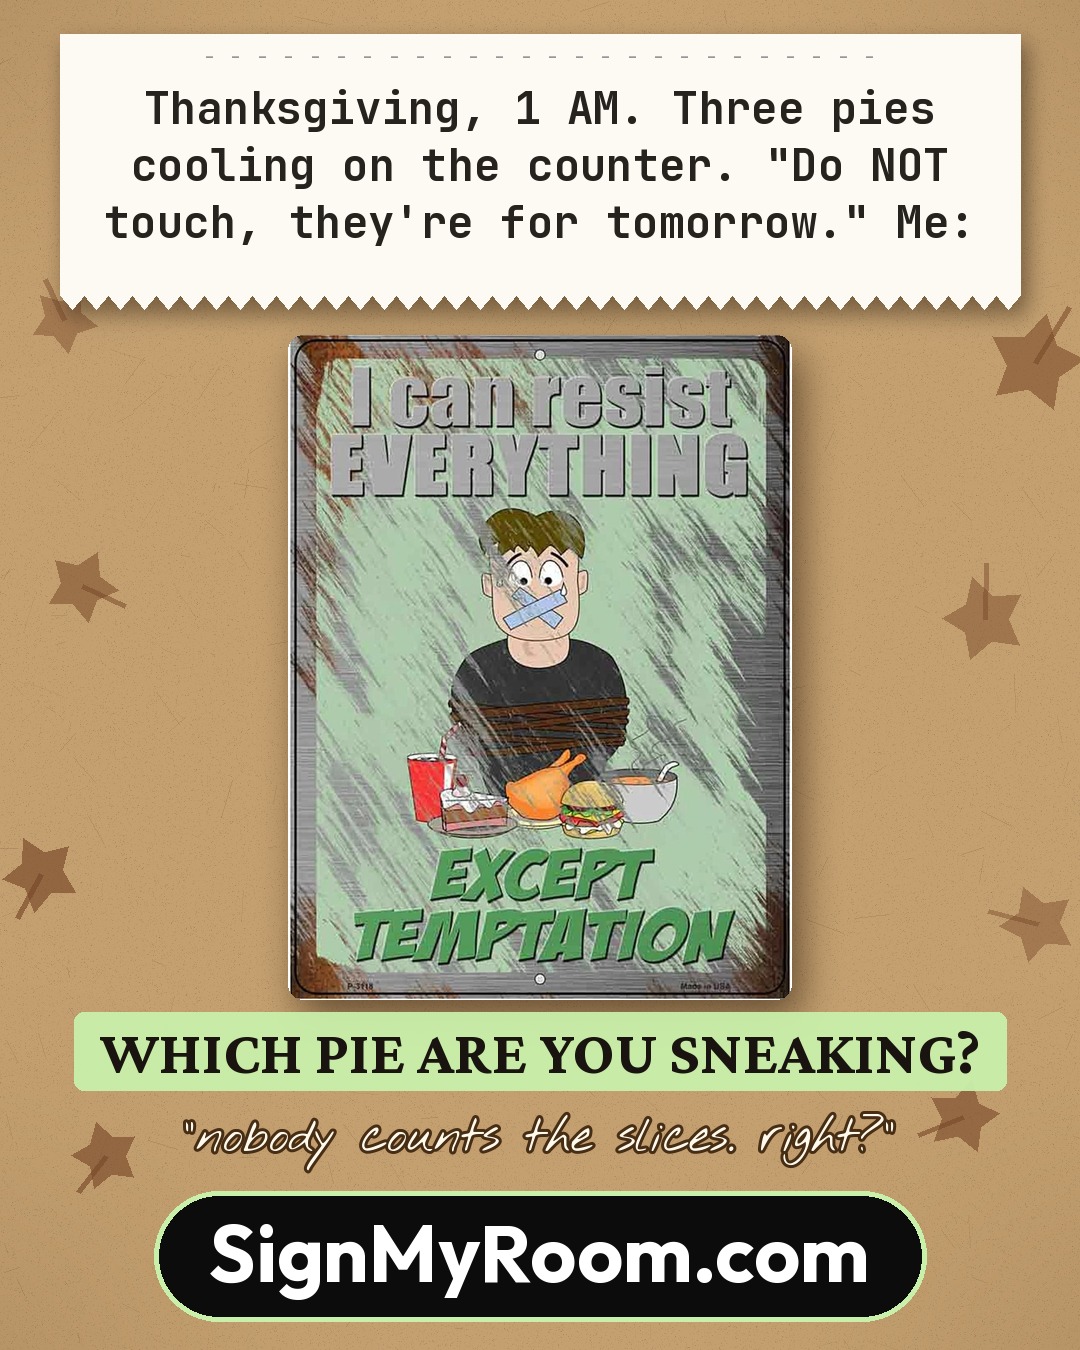 Thanksgiving, 1 AM. Three pies
cooling on the counter. "Do NOT
touch, they're for tomorrow." Me:
I can resist
EVERYTHING
EXCEPT
TEMPTATION
P-3118
Made in USA
WHICH PIE ARE YOU SNEAKING?
"nobody counts the slices. right?"
SignMyRoom.com